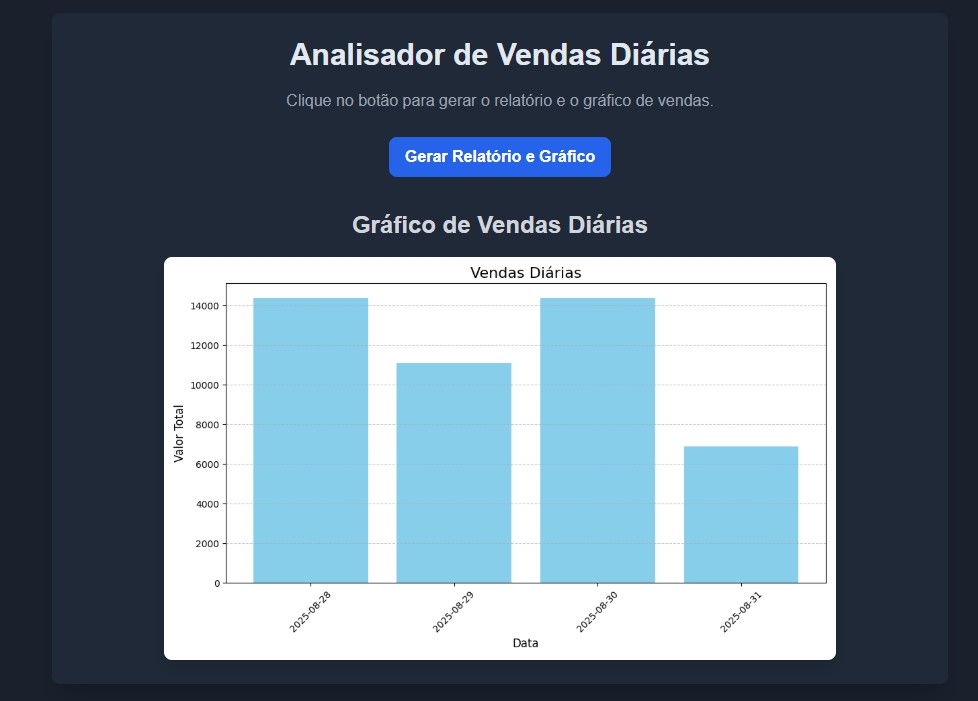 Analisador de Vendas Diárias
Clique no botão para gerar o relatório e o gráfico de vendas.
Gerar Relatório e Gráfico
Gráfico de Vendas Diárias
Vendas Diárias
14000
12000
10000
8000
6000
4000
2000
0
Valor Total
2025-08-28
2025-08-29
2025-08-30
2025-08-31
Data